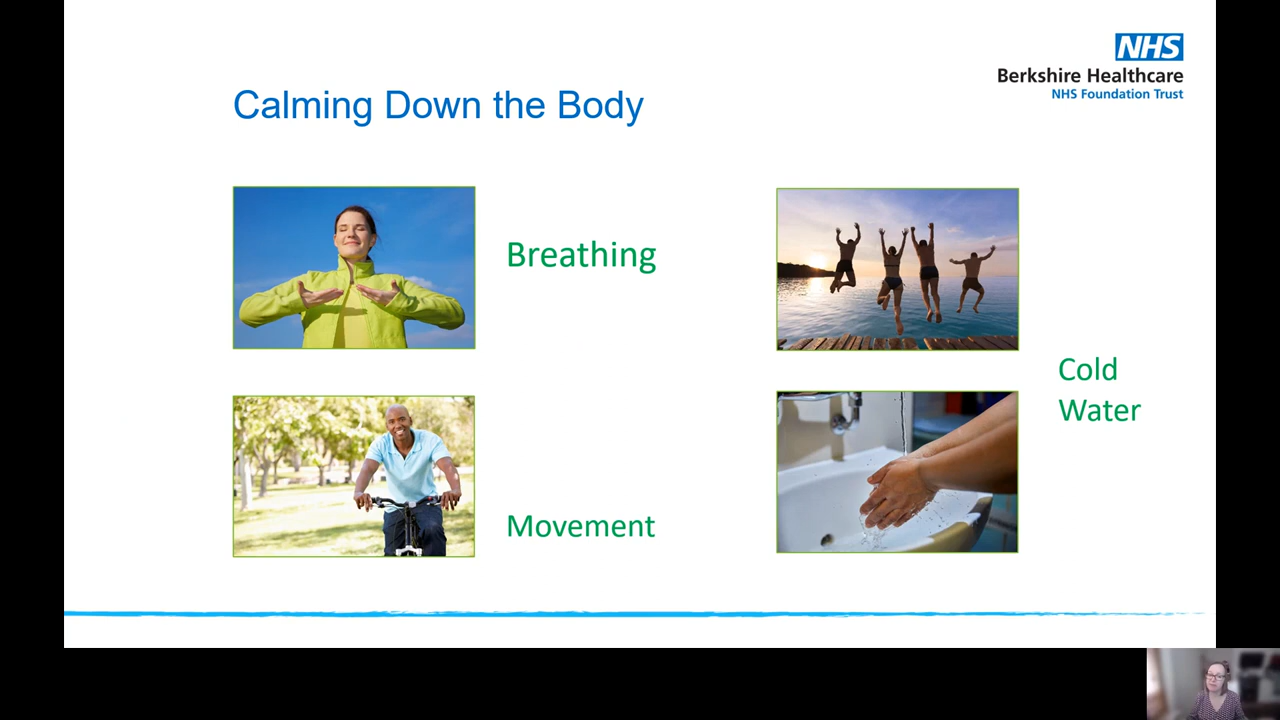 NHS
Berkshire Healthcare
NHS Foundation Trust
Calming Down the Body
Breathing
Cold
Water
Movement